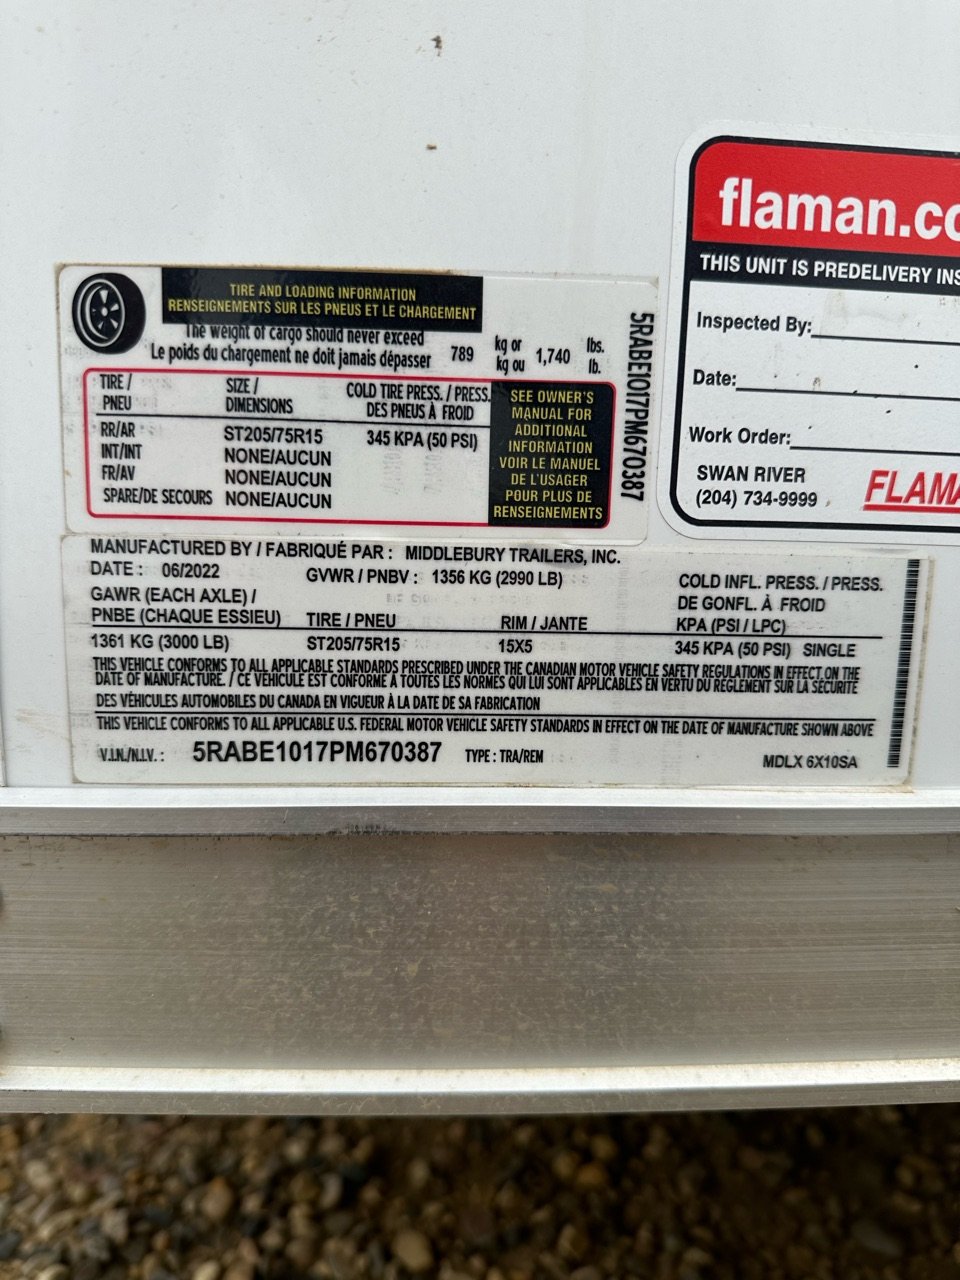 TIRE AND LOADING INFORMATION
RENSEIGNEMENTS SUR LES PNEUS ET LE CHARGEMENT
The weight of cargo should never exceed
Le poids du chargement ne doit jamais dépasser 789 kg or kg ou 1,740 lbs. lb.
TIRE / PNEU SIZE / DIMENSIONS COLD TIRE PRESS. / PRESS. DES PNEUS À FROID
RR/AR ST205/75R15 345 KPA (50 PSI)
INT/INT NONE/AUCUN
FR/AV NONE/AUCUN
SPARE/DE SECOURS NONE/AUCUN
SEE OWNER'S
MANUAL FOR
ADDITIONAL
INFORMATION
VOIR LE MANUEL
DE L'USAGER
POUR PLUS DE
RENSEIGNEMENTS
5RABE1017PM670387
flaman.co
THIS UNIT IS PREDELIVERY INS
Inspected By:
Date:
Work Order:
SWAN RIVER
(204) 734-9999
FLAMA
MANUFACTURED BY / FABRIQUÉ PAR : MIDDLEBURY TRAILERS, INC.
DATE : 06/2022 GVWR / PNBV : 1356 KG (2990 LB)
GAWR (EACH AXLE) /
PNBE (CHAQUE ESSIEU) TIRE / PNEU RIM / JANTE
COLD INFL. PRESS. / PRESS.
DE GONFL. À FROID
KPA (PSI / LPC)
1361 KG (3000 LB) ST205/75R15 15X5 345 KPA (50 PSI) SINGLE
THIS VEHICLE CONFORMS TO ALL APPLICABLE STANDARDS PRESCRIBED UNDER THE CANADIAN MOTOR VEHICLE SAFETY REGULATIONS IN EFFECT ON THE
DATE OF MANUFACTURE. / CE VÉHICULE EST CONFORME À TOUTES LES NORMES QUI LUI SONT APPLICABLES EN VERTU DU RÈGLEMENT SUR LA SÉCURITÉ
DES VÉHICULES AUTOMOBILES DU CANADA EN VIGUEUR À LA DATE DE SA FABRICATION
THIS VEHICLE CONFORMS TO ALL APPLICABLE U.S. FEDERAL MOTOR VEHICLE SAFETY STANDARDS IN EFFECT ON THE DATE OF MANUFACTURE SHOWN ABOVE
V.I.N./N.I.V. : 5RABE1017PM670387 TYPE : TRA/REM MDLX 6X10SA